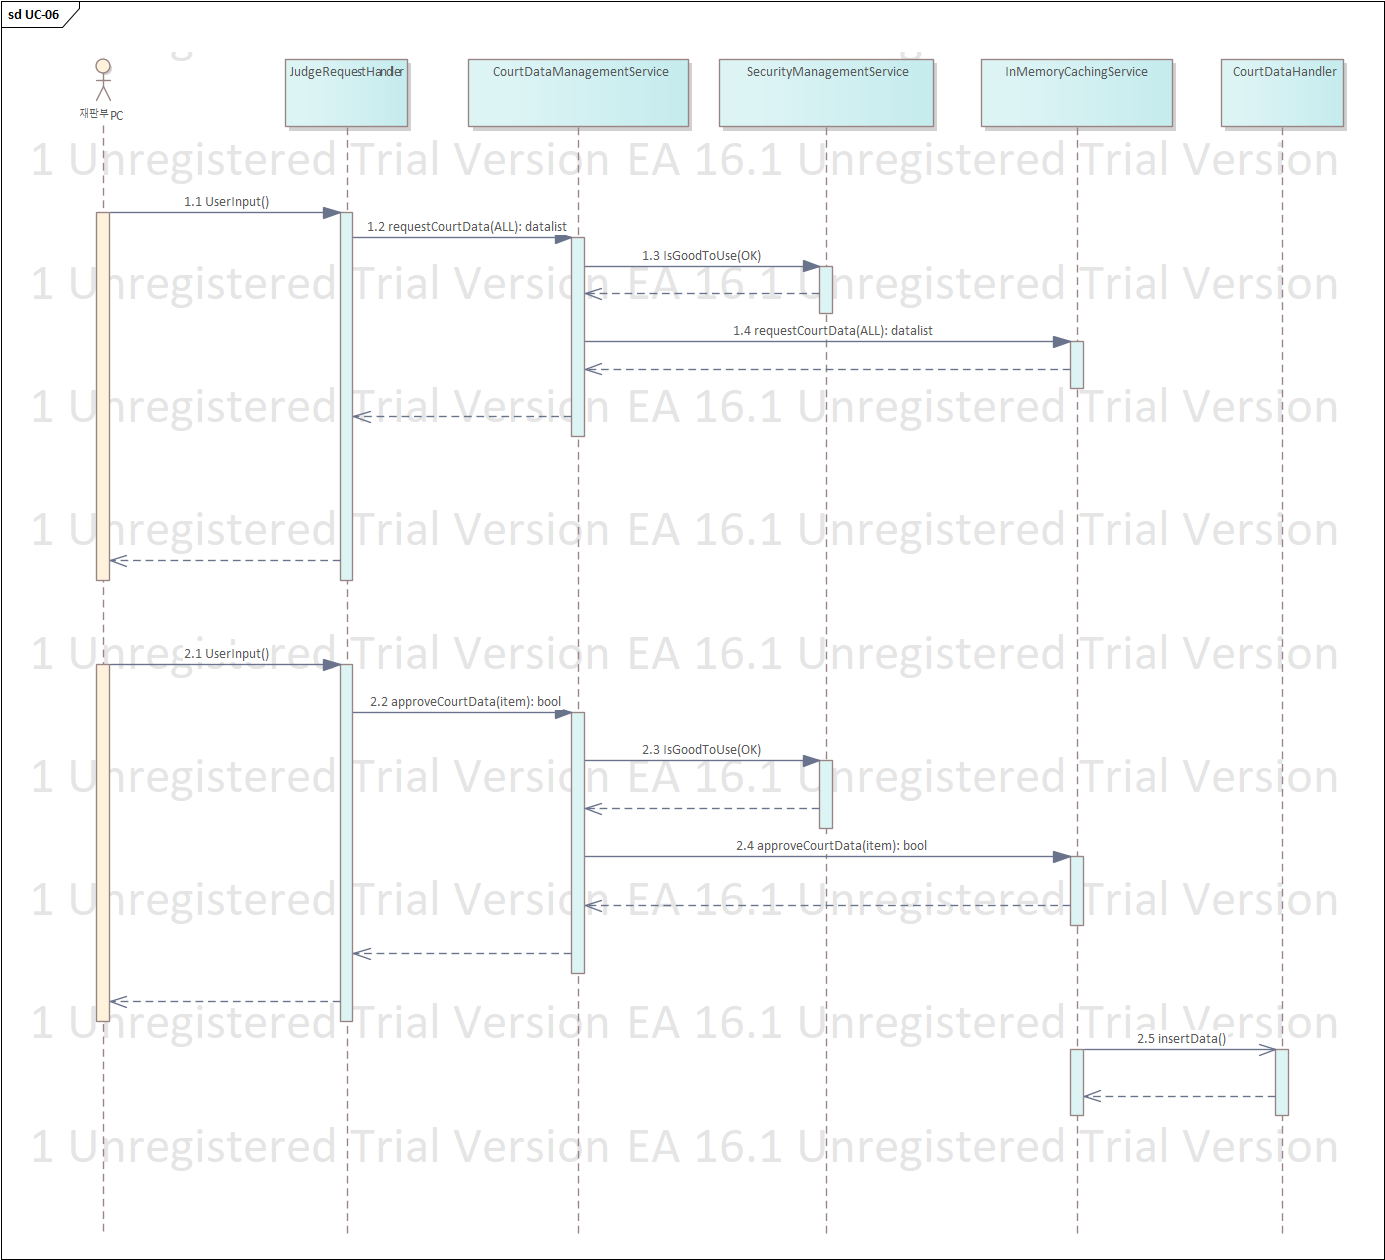 sd UC-06
재판부PC
JudgeRequestHandler
CourtDataManagementService
SecurityManagementService
InMemoryCachingService
CourtDataHandler
1 Unregistered Trial Version EA 16.1 Unregistered Trial Version
1.1 UserInput()
1.2 requestCourtData(ALL): datalist
1.3 IsGoodToUse(OK)
1 Unregistered Trial Version EA 16.1 Unregistered Trial Version
1.4 requestCourtData(ALL): datalist
1 Unregistered Trial Version EA 16.1 Unregistered Trial Version
1 Unregistered Trial Version EA 16.1 Unregistered Trial Version
2.1 UserInput()
1 Unregistered Trial Version EA 16.1 Unregistered Trial Version
2.2 approveCourtData(item): bool
2.3 IsGoodToUse(OK)
1 Unregistered Trial Version EA 16.1 Unregistered Trial Version
2.4 approveCourtData(item): bool
1 Unregistered Trial Version EA 16.1 Unregistered Trial Version
1 Unregistered Trial Version EA 16.1 Unregistered Trial Version
2.5 insertData()
1 Unregistered Trial Version EA 16.1 Unregistered Trial Version